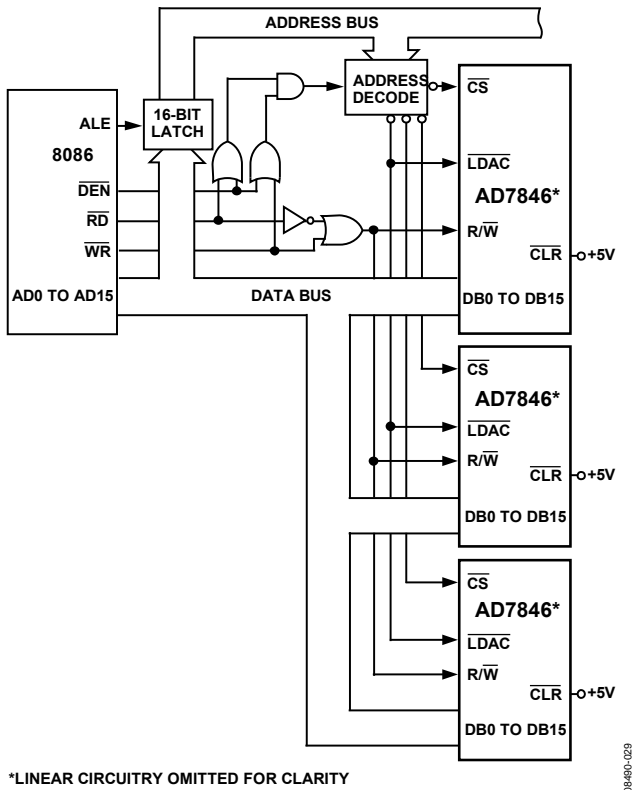 ADDRESS BUS
ALE
16-BIT
LATCH
ADDRESS
DECODE
8086
DEN
RD
WR
AD0 TO AD15
DATA BUS
CS
LDAC
AD7846*
R/W
CLR
+5V
DB0 TO DB15
CS
AD7846*
LDAC
R/W
CLR
+5V
DB0 TO DB15
CS
AD7846*
LDAC
R/W
CLR
+5V
DB0 TO DB15
*LINEAR CIRCUITRY OMITTED FOR CLARITY
08490-029